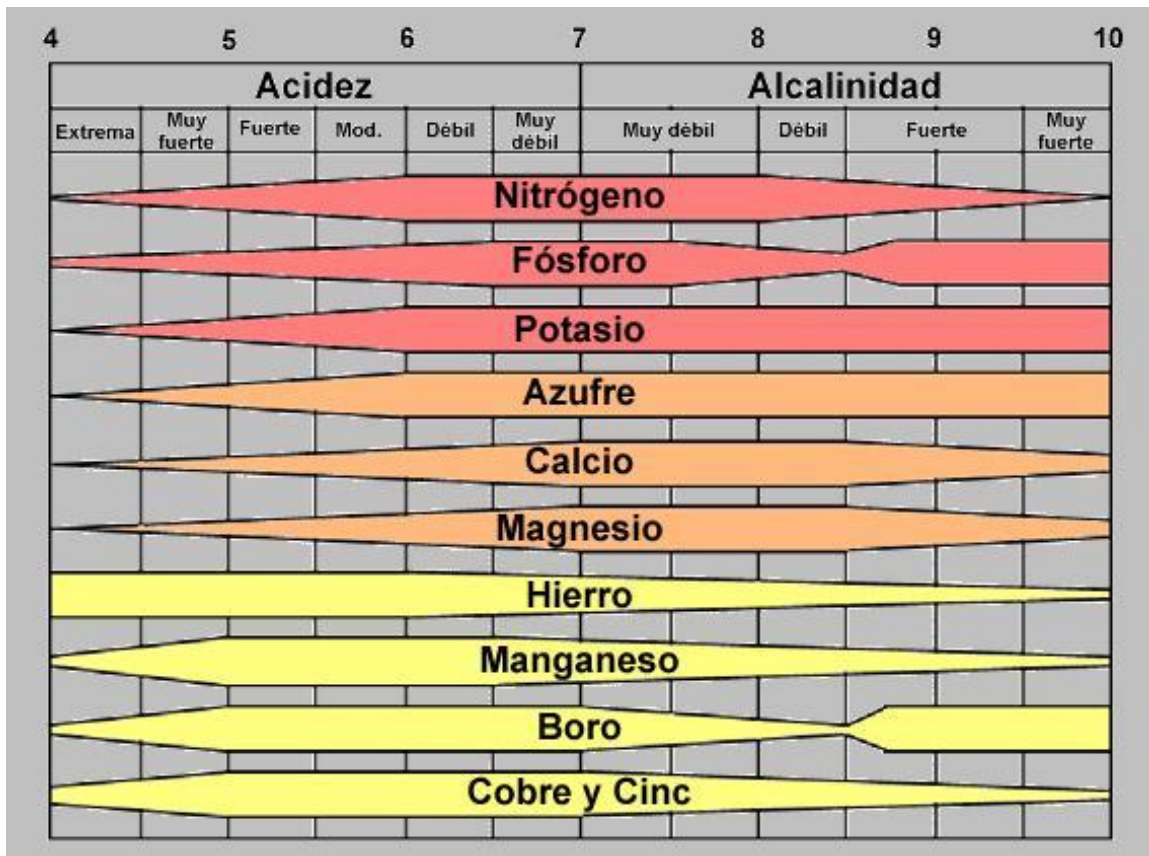 4 5 6 7 8 9 10
Acidez Alcalinidad
Extrema Muy fuerte Fuerte Mod. Débil Muy débil Muy débil Débil Fuerte Muy fuerte
Nitrógeno
Fósforo
Potasio
Azufre
Calcio
Magnesio
Hierro
Manganeso
Boro
Cobre y Cinc